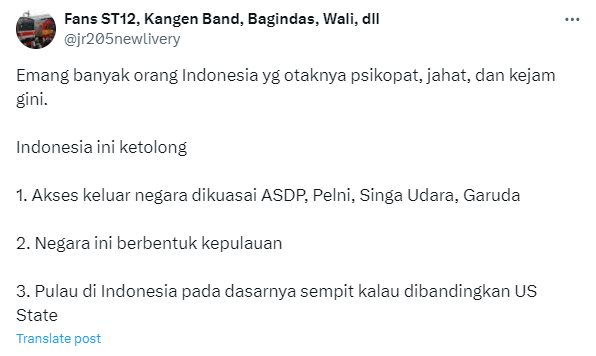 Fans ST12, Kangen Band, Bagindas, Wali, dll
@jr205newlivery
Emang banyak orang Indonesia yg otaknya psikopat, jahat, dan kejam
gini.
Indonesia ini ketolong
1. Akses keluar negara dikuasai ASDP, Pelni, Singa Udara, Garuda
2. Negara ini berbentuk kepulauan
3. Pulau di Indonesia pada dasarnya sempit kalau dibandingkan US
State
Translate post